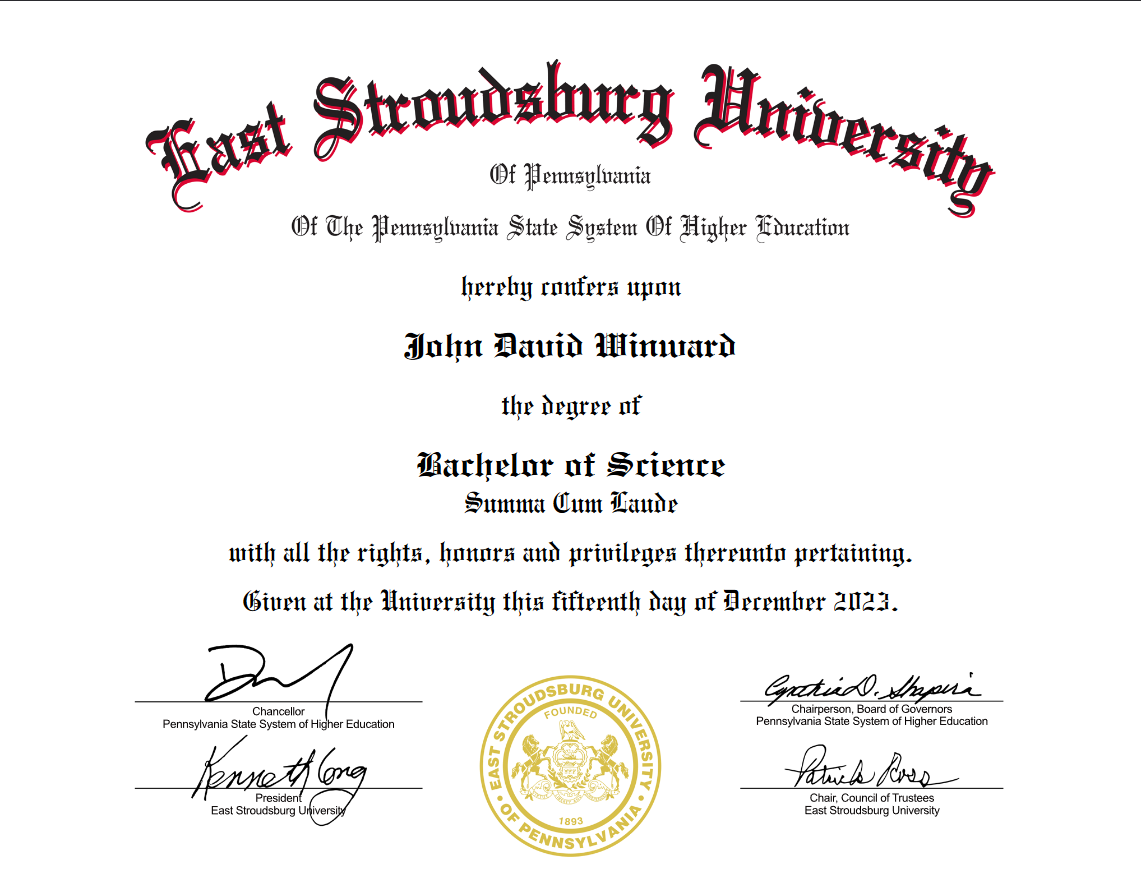 East Stroudsburg University
Of Pennsylvania
Of The Pennsylvania State System Of Higher Education
hereby confers upon
John David Winward
the degree of
Bachelor of Science
Summa Cum Laude
with all the rights, honors and privileges thereunto pertaining.
Given at the University this fifteenth day of December 2023.
Chancellor
Pennsylvania State System of Higher Education
Cynthia D. Shapira
Chairperson, Board of Governors
Pennsylvania State System of Higher Education
Kenneth Long
President
East Stroudsburg University
Patrick Ross
Chair, Council of Trustees
East Stroudsburg University
EAST STROUDSBURG UNIVERSITY
OF PENNSYLVANIA
FOUNDED
1893